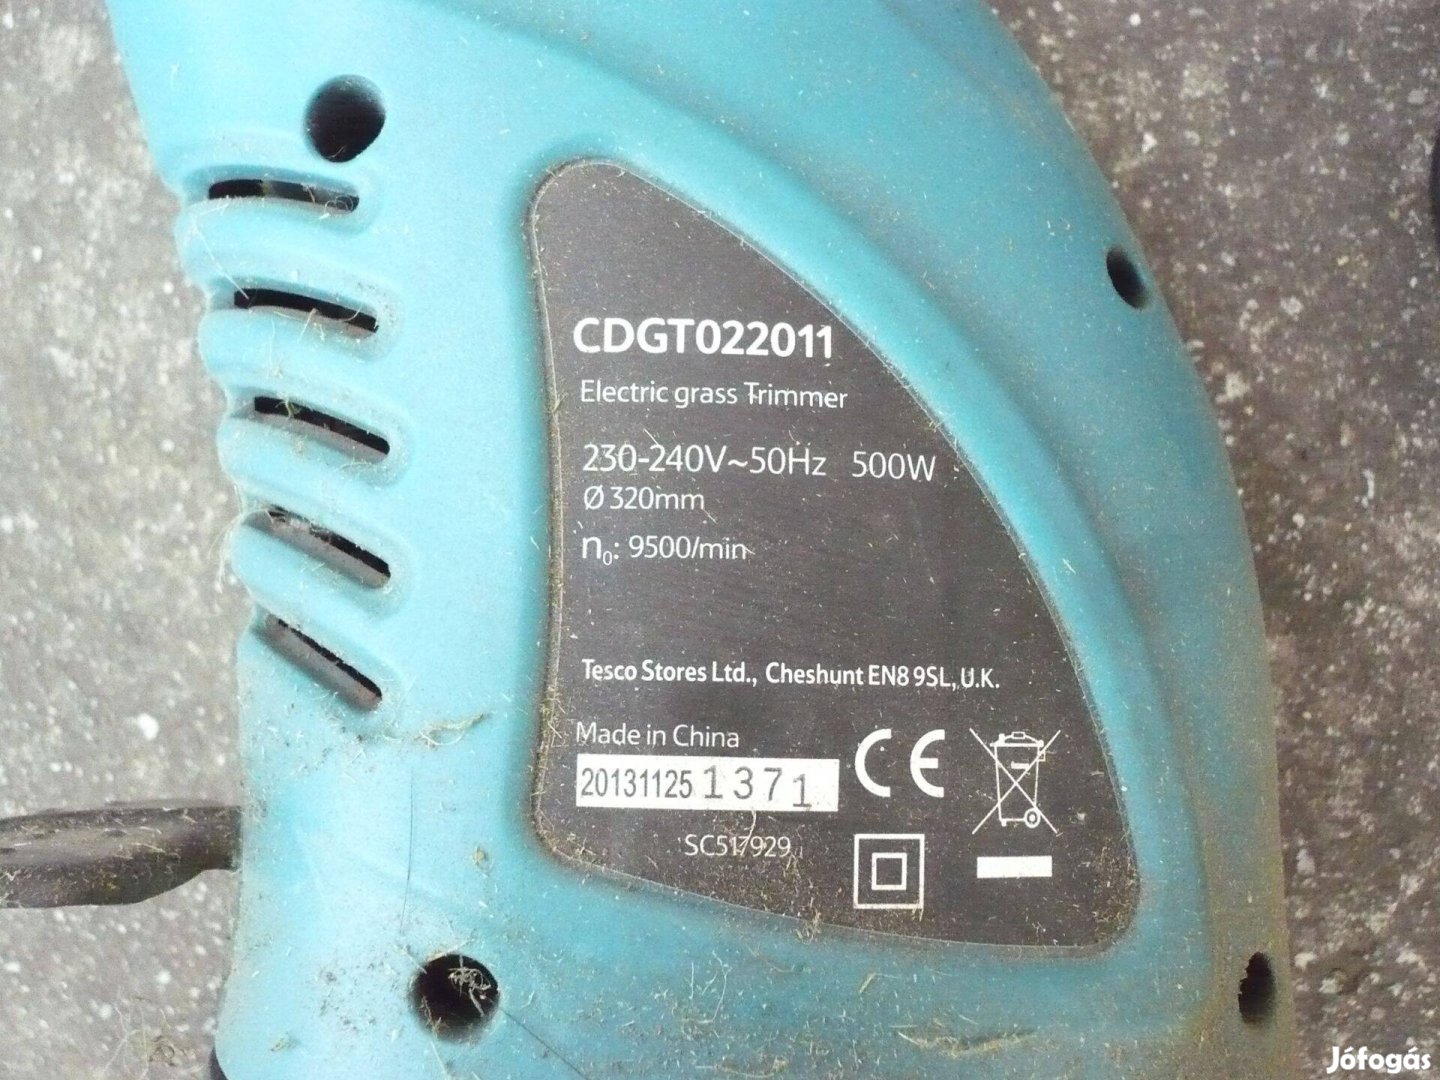 CDGT022011
Electric grass Trimmer
230-240V~50Hz 500W
Ø 320mm
n₀: 9500/min
Tesco Stores Ltd., Cheshunt EN8 9SL, U.K.
Made in China
20131125 1371
CE
SC517929
Jófogás